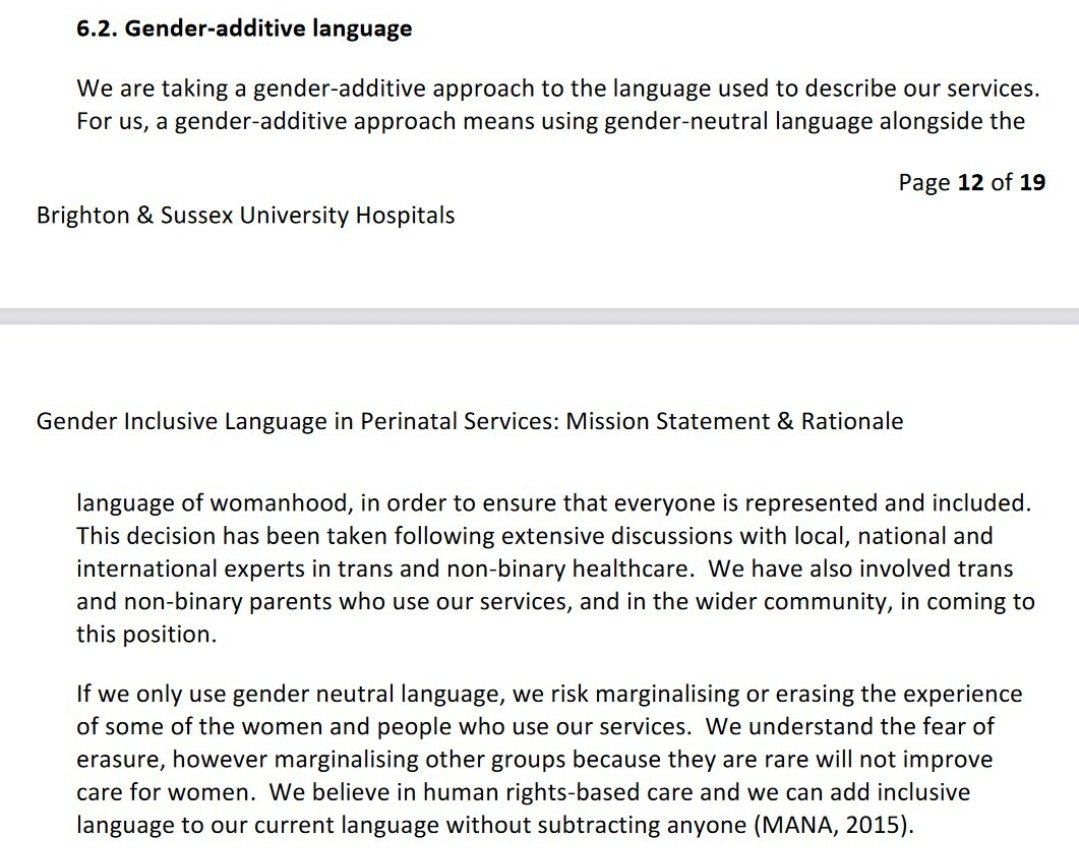 6.2. Gender-additive language
We are taking a gender-additive approach to the language used to describe our services.
For us, a gender-additive approach means using gender-neutral language alongside the
Page 12 of 19
Brighton & Sussex University Hospitals
Gender Inclusive Language in Perinatal Services: Mission Statement & Rationale
language of womanhood, in order to ensure that everyone is represented and included.
This decision has been taken following extensive discussions with local, national and
international experts in trans and non-binary healthcare.  We have also involved trans
and non-binary parents who use our services, and in the wider community, in coming to
this position.
If we only use gender neutral language, we risk marginalising or erasing the experience
of some of the women and people who use our services.  We understand the fear of
erasure, however marginalising other groups because they are rare will not improve
care for women.  We believe in human rights-based care and we can add inclusive
language to our current language without subtracting anyone (MANA, 2015).